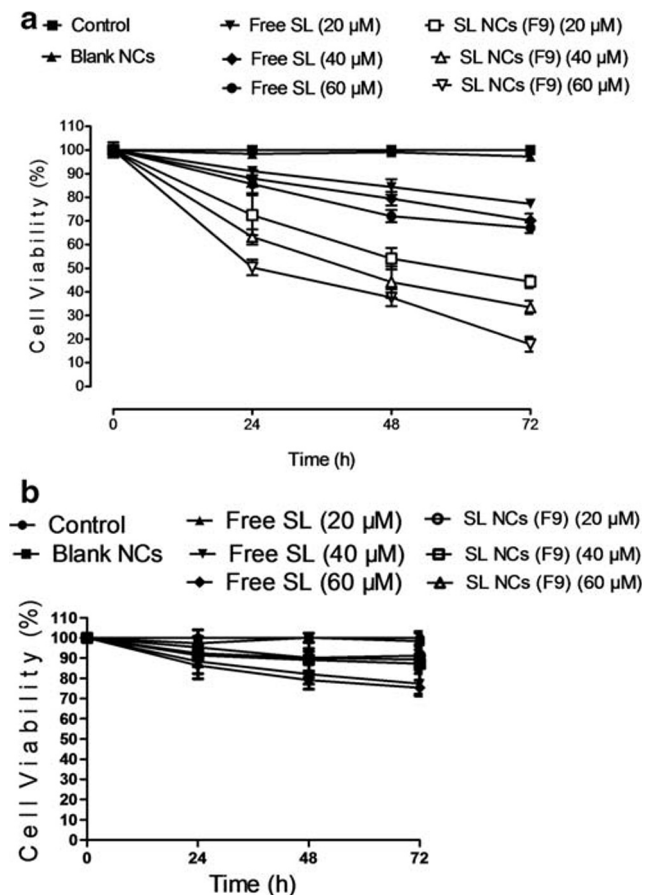 a
Control
Blank NCs
Free SL (20 µM)
Free SL (40 µM)
Free SL (60 µM)
SL NCs (F9) (20 µM)
SL NCs (F9) (40 µM)
SL NCs (F9) (60 µM)
Cell Viability (%)
110
100
90
80
70
60
50
40
30
20
10
0
0 24 48 72
Time (h)
b
Control
Blank NCs
Free SL (20 µM)
Free SL (40 µM)
Free SL (60 µM)
SL NCs (F9) (20 µM)
SL NCs (F9) (40 µM)
SL NCs (F9) (60 µM)
Cell Viability (%)
110
100
90
80
70
60
50
40
30
20
10
0
0 24 48 72
Time (h)